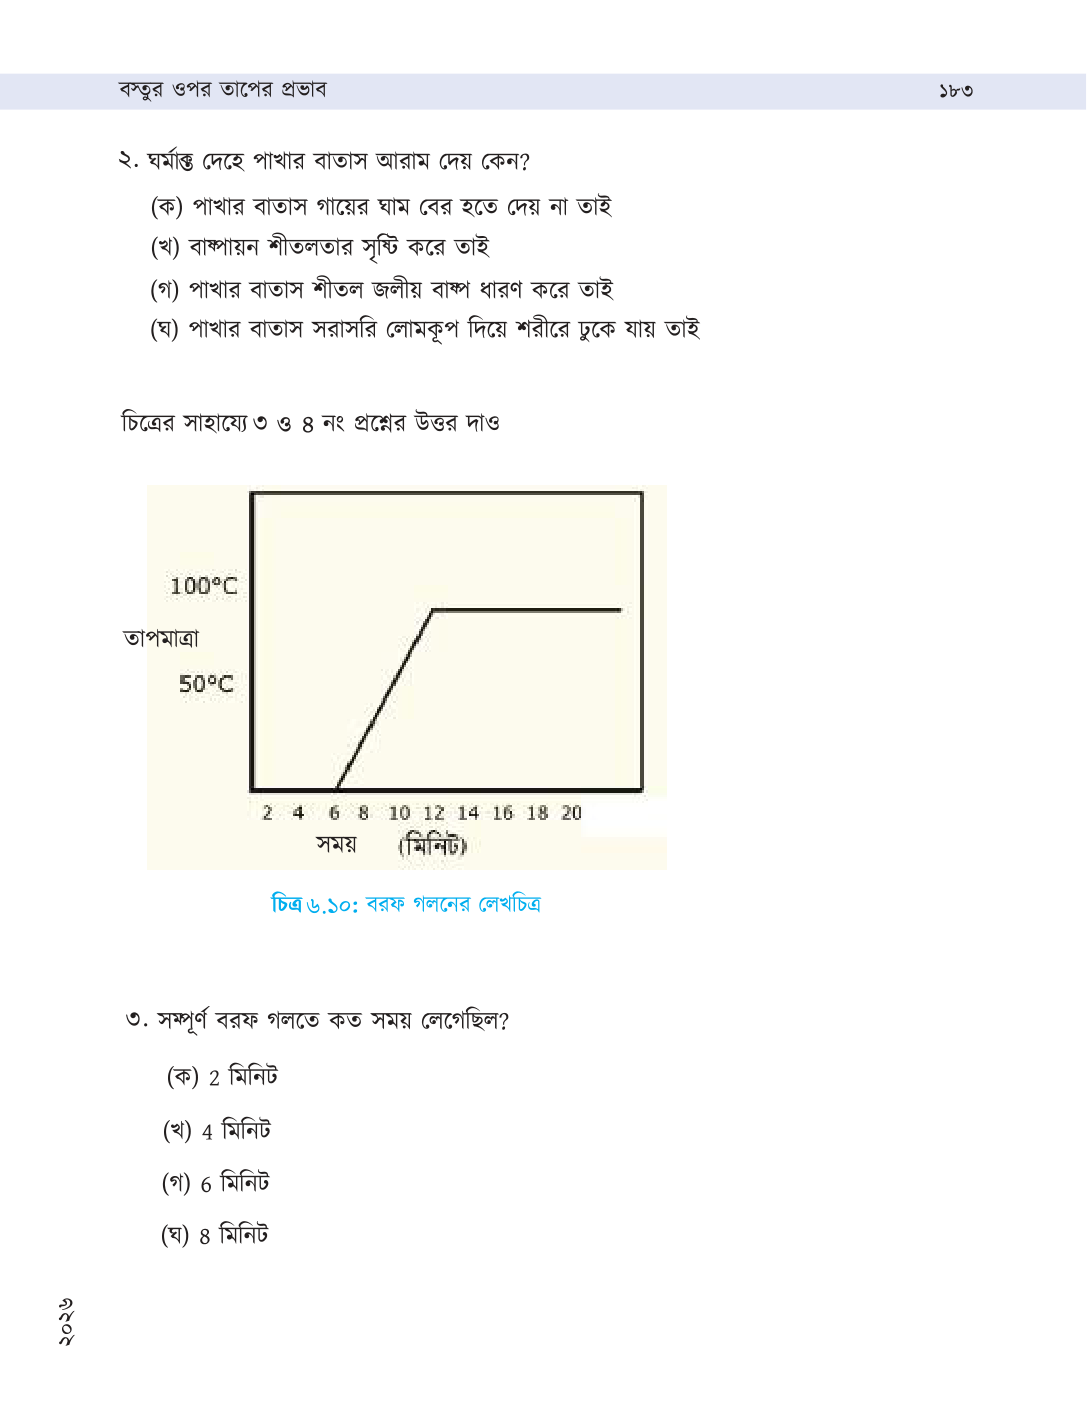 বস্তুর ওপর তাপের প্রভাব ১৮৩
২. ঘর্মাক্ত দেহে পাখার বাতাস আরাম দেয় কেন?
(ক) পাখার বাতাস গায়ের ঘাম বের হতে দেয় না তাই
(খ) বাষ্পায়ন শীতলতার সৃষ্টি করে তাই
(গ) পাখার বাতাস শীতল জলীয় বাষ্প ধারণ করে তাই
(ঘ) পাখার বাতাস সরাসরি লোমকূপ দিয়ে শরীরে ঢুকে যায় তাই
চিত্রের সাহায্যে ৩ ও ৪ নং প্রশ্নের উত্তর দাও
100°C
তাপমাত্রা
50°C
2 4 6 8 10 12 14 16 18 20
সময় (মিনিট)
চিত্র ৬.১০: বরফ গলনের লেখচিত্র
৩. সম্পূর্ণ বরফ গলতে কত সময় লেগেছিল?
(ক) 2 মিনিট
(খ) 4 মিনিট
(গ) 6 মিনিট
(ঘ) 8 মিনিট
২০২৬